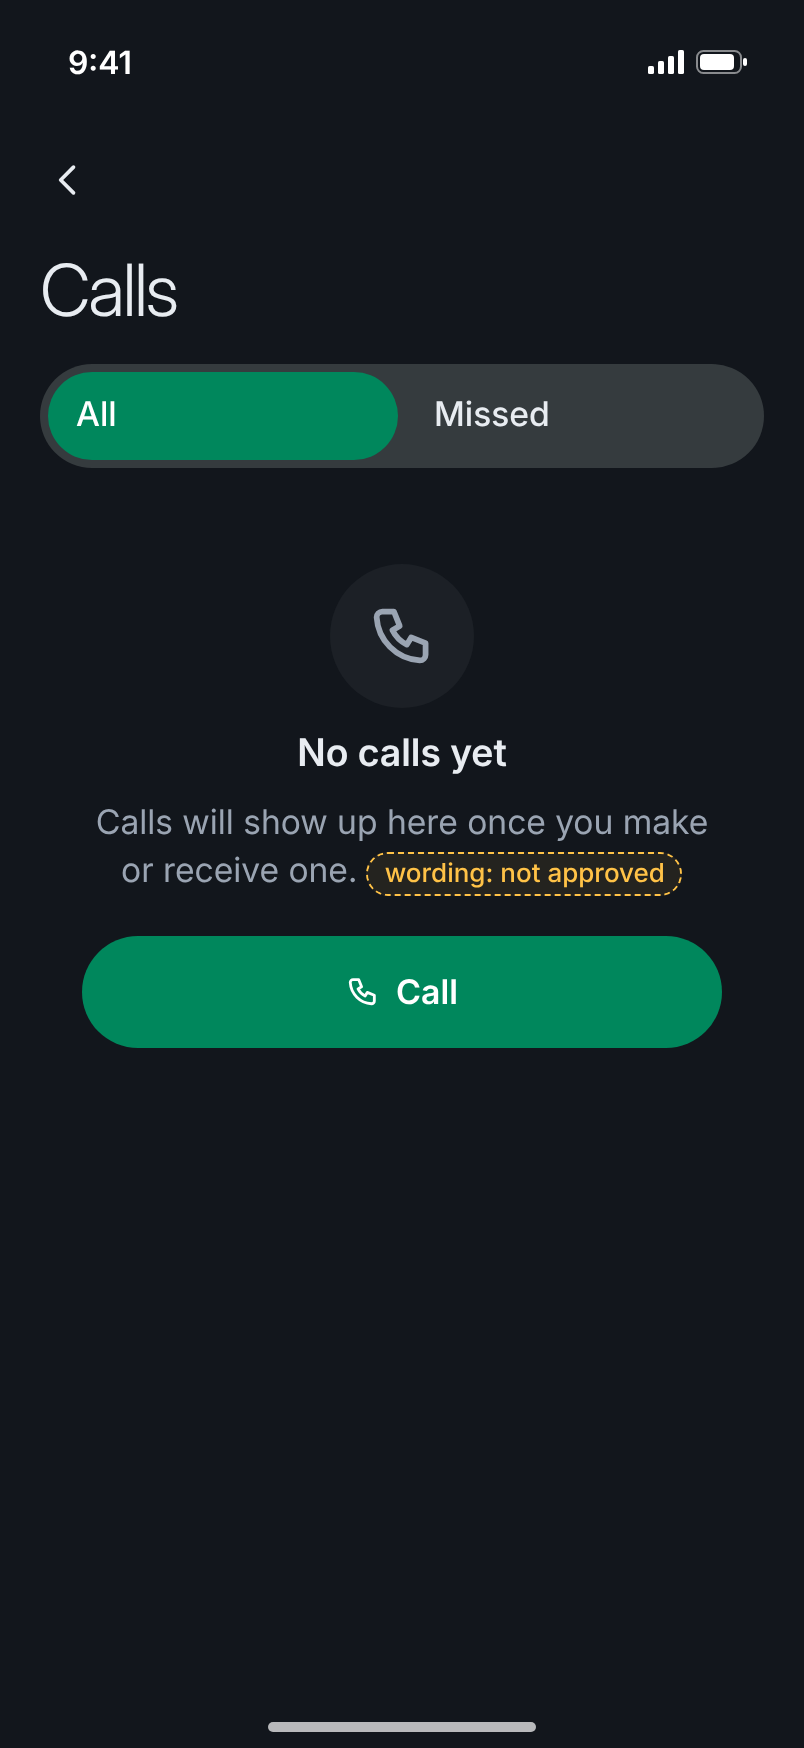 9:41
Calls
All Missed
No calls yet
Calls will show up here once you make
or receive one. wording: not approved
Call